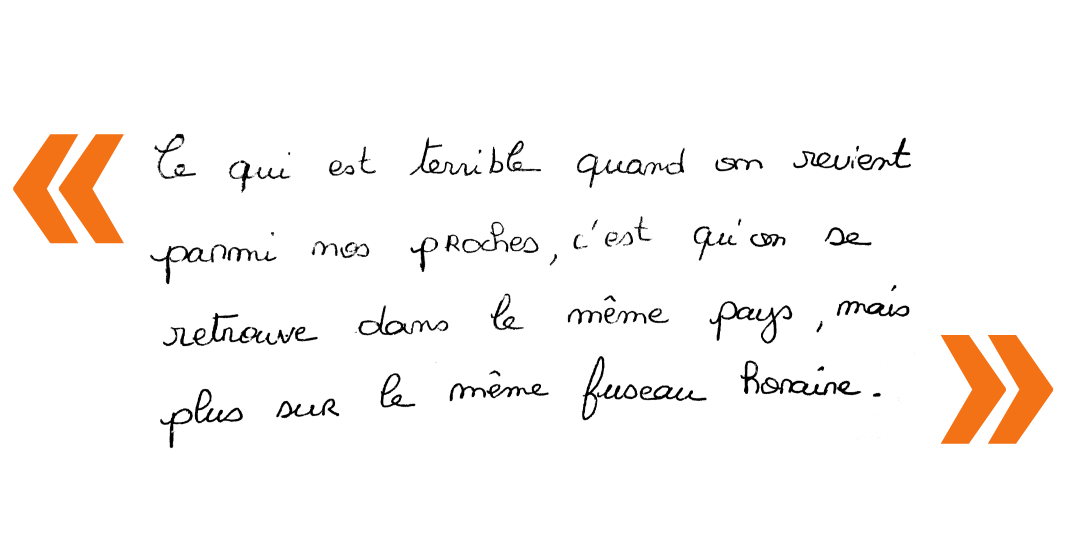 « Ce qui est terrible quand on revient
parmi nos proches, c'est qu'on se
retrouve dans le même pays, mais
plus sur le même fuseau horaire. »